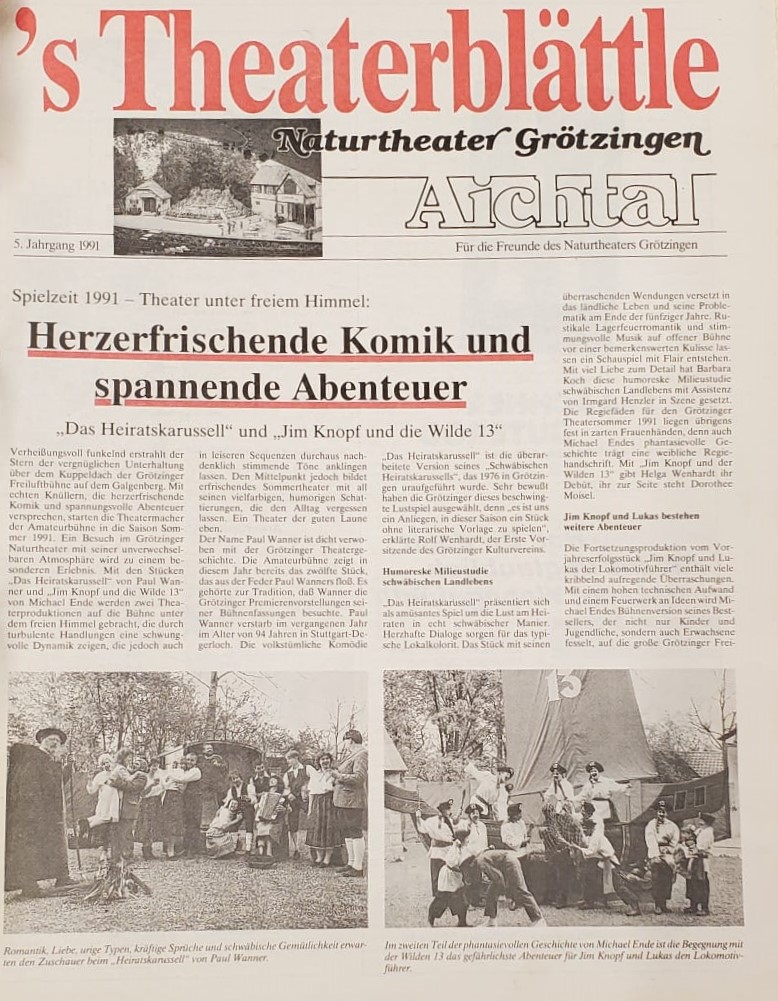 's Theaterblättle
Naturtheater Grötzingen
Aichtal
5. Jahrgang 1991
Für die Freunde des Naturtheaters Grötzingen
Spielzeit 1991 – Theater unter freiem Himmel:
Herzerfrischende Komik und
spannende Abenteuer
„Das Heiratskarussell“ und „Jim Knopf und die Wilde 13“
Verheißungsvoll funkelnd erstrahlt der
Stern der vergnüglichen Unterhaltung
über dem Kuppeldach der Grötzinger
Freiluftbühne auf dem Galgenberg. Mit
echten Knüllern, die herzerfrischende
Komik und spannungsvolle Abenteuer
versprechen, starten die Theatermacher
der Amateurbühne in die Saison Som-
mer 1991. Ein Besuch im Grötzinger
Naturtheater mit seiner unverwechsel-
baren Atmosphäre wird zu einem be-
sonderen Erlebnis. Mit den Stücken
„Das Heiratskarussell“ von Paul Wan-
ner und „Jim Knopf und die Wilde 13“
von Michael Ende werden zwei Thea-
terproduktionen auf die Bühne unter
dem freien Himmel gebracht, die durch
turbulente Handlungen eine schwung-
volle Dynamik zeigen, die jedoch auch
in leiseren Sequenzen durchaus nach-
denklich stimmende Töne anklingen
lassen. Den Mittelpunkt jedoch bildet
erfrischendes Sommertheater mit all
seinen vielfarbigen, humorigen Schat-
tierungen, die den Alltag vergessen
lassen. Ein Theater der guten Laune
eben.
Der Name Paul Wanner ist dicht verwo-
ben mit der Grötzinger Theaterge-
schichte. Die Amateurbühne zeigt in
diesem Jahr bereits das zwölfte Stück,
das aus der Feder Paul Wanners floß. Es
gehörte zur Tradition, daß Wanner die
Grötzinger Premierenvorstellungen sei-
ner Bühnenfassungen besuchte. Paul
Wanner verstarb im vergangenen Jahr
im Alter von 94 Jahren in Stuttgart-De-
gerloch. Die volkstümliche Komödie
„Das Heiratskarussell“ ist die überar-
beitete Version seines „Schwäbischen
Heiratskarussells“, das 1976 in Grötzin-
gen uraufgeführt wurde. Sehr bewußt
haben die Grötzinger dieses beschwing-
te Lustspiel ausgewählt, denn „es ist uns
ein Anliegen, in dieser Saison ein Stück
ohne literarische Vorlage zu spielen“,
erklärte Rolf Wenhardt, der Erste Vor-
sitzende des Grötzinger Kulturvereins.
Humoreske Milieustudie
schwäbischen Landlebens
„Das Heiratskarussell“ präsentiert sich
als amüsantes Spiel um die Lust am Hei-
raten in echt schwäbischer Manier.
Herzhafte Dialoge sorgen für das typi-
sche Lokalkolorit. Das Stück mit seinen
überraschenden Wendungen versetzt in
das ländliche Leben und seine Proble-
matik am Ende der fünfziger Jahre. Ru-
stikale Lagerfeuerromantik und stim-
mungsvolle Musik auf offener Bühne
vor einer bemerkenswerten Kulisse las-
sen ein Schauspiel mit Flair entstehen.
Mit viel Liebe zum Detail hat Barbara
Koch diese humoreske Milieustudie
schwäbischen Landlebens mit Assistenz
von Irmgard Henzler in Szene gesetzt.
Die Regiefäden für den Grötzinger
Theatersommer 1991 liegen übrigens
fest in zarten Frauenhänden, denn auch
Michael Endes phantasievolle Ge-
schichte trägt eine weibliche Regie-
handschrift. Mit „Jim Knopf und die
Wilde 13“ gibt Helga Wenhardt ihr
Debüt, ihr zur Seite steht Dorothee
Moisel.
Jim Knopf und Lukas bestehen
weitere Abenteuer
Die Fortsetzungsproduktion vom Vor-
jahreserfolgsstück „Jim Knopf und Lu-
kas der Lokomotivführer“ enthält viele
kribbelnd aufregende Überraschungen.
Mit einem hohen technischen Aufwand
und einem Feuerwerk an Ideen wird Mi-
chael Endes Bühnenversion seines Best-
sellers, der nicht nur Kinder und
Jugendliche, sondern auch Erwachsene
fesselt, auf die große Grötzinger Frei-
13
Romantik, Liebe, urige Typen, kräftige Sprüche und schwäbische Gemütlichkeit erwar-
ten den Zuschauer beim „Heiratskarussell“ von Paul Wanner.
Im zweiten Teil der phantasievollen Geschichte von Michael Ende ist die Begegnung mit
der Wilden 13 das gefährlichste Abenteuer für Jim Knopf und Lukas den Lokomotiv-
führer.